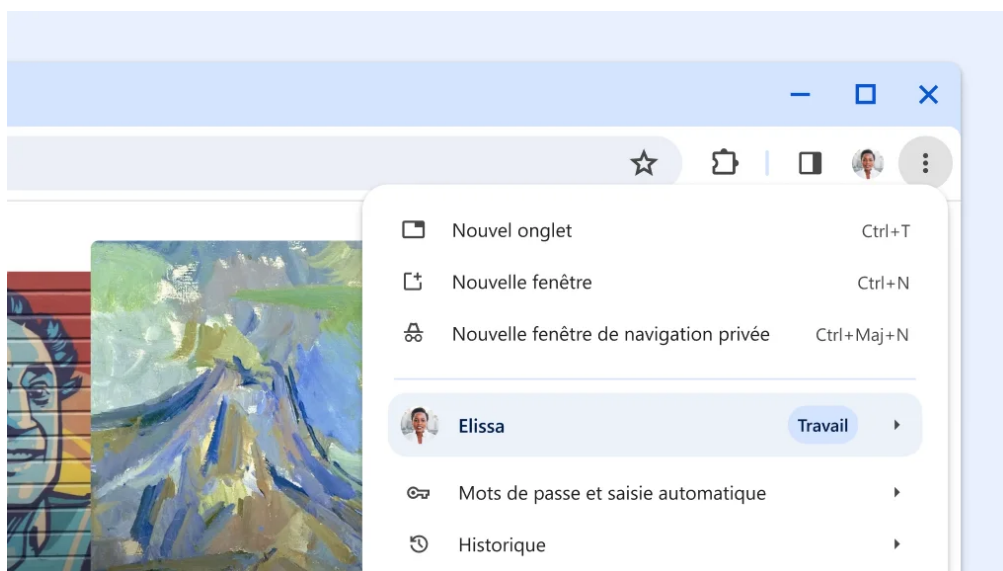 Nouvel onglet Ctrl+T
Nouvelle fenêtre Ctrl+N
Nouvelle fenêtre de navigation privée Ctrl+Maj+N
Elissa Travail
Mots de passe et saisie automatique
Historique